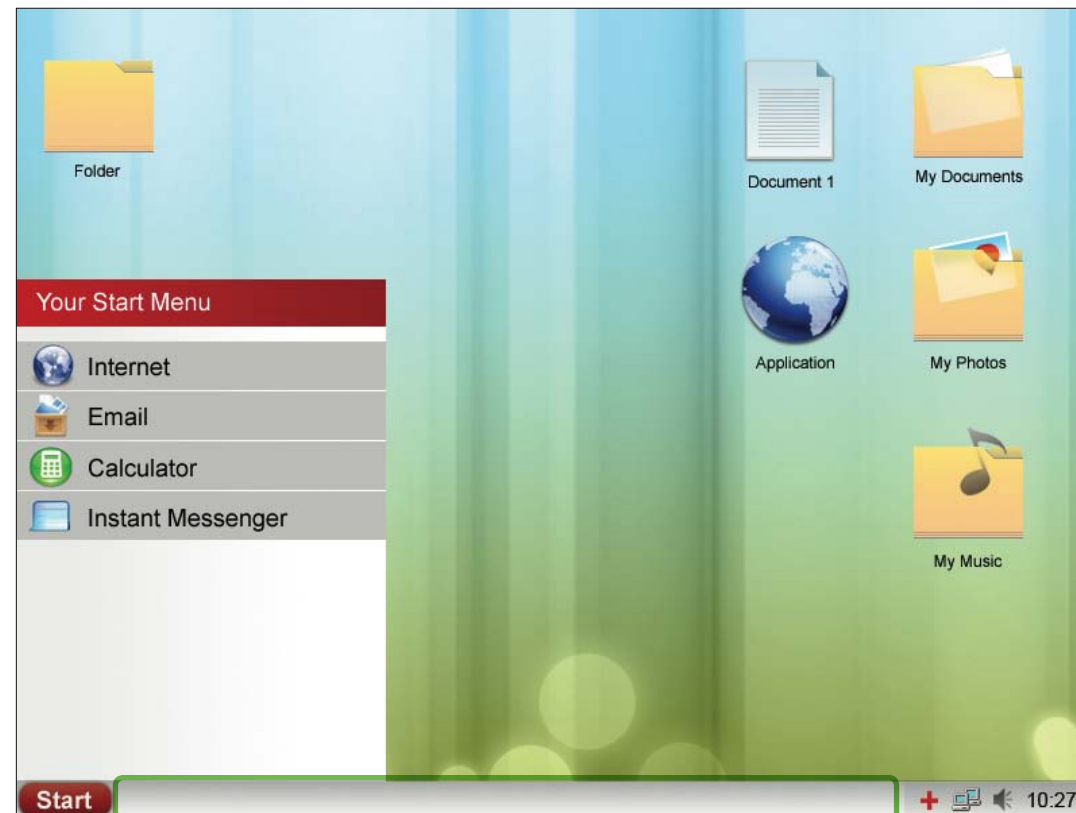 Folder
Document 1
My Documents
Application
My Photos
My Music
Your Start Menu
Internet
Email
Calculator
Instant Messenger
Start
10:27